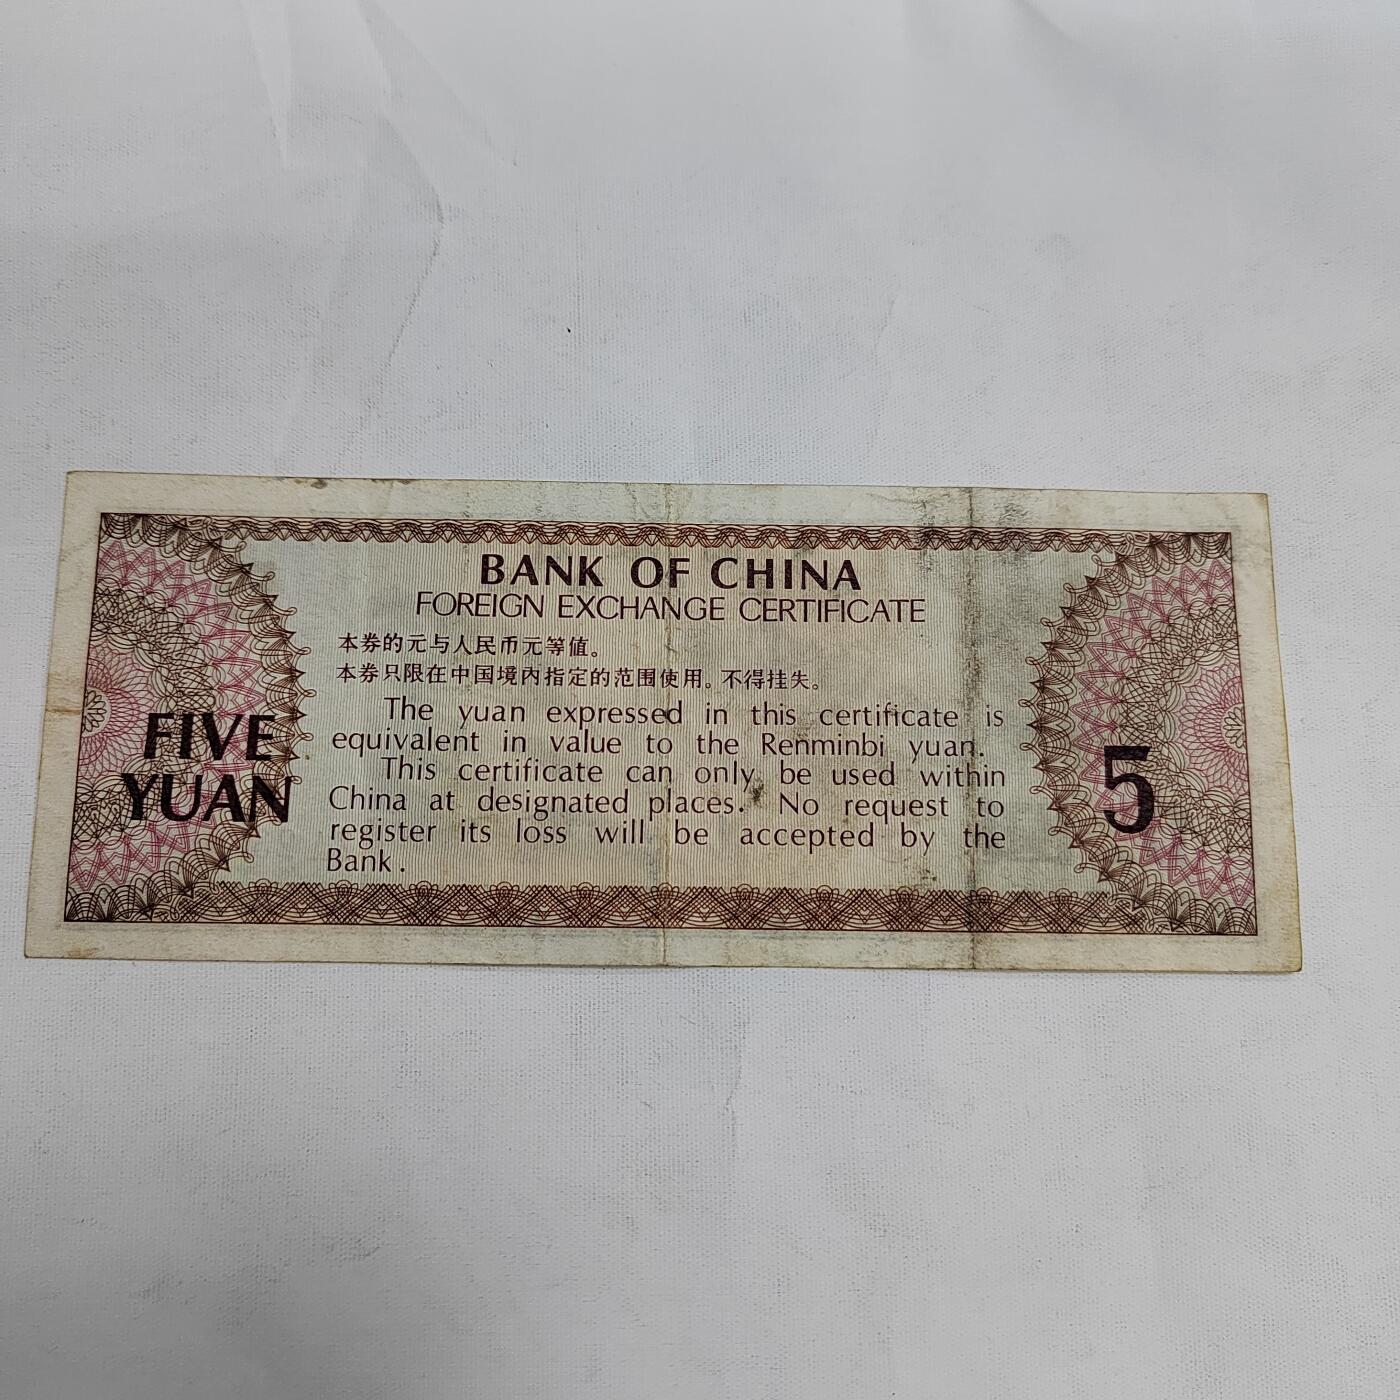 BANK OF CHINA
FOREIGN EXCHANGE CERTIFICATE
本券的元与人民币元等值。
本券只限在中国境内指定的范围使用。不得挂失。
The yuan expressed in this certificate is
equivalent in value to the Renminbi yuan.
This certificate can only be used within
China at designated places. No request to
register its loss will be accepted by the
Bank.
FIVE
YUAN
5